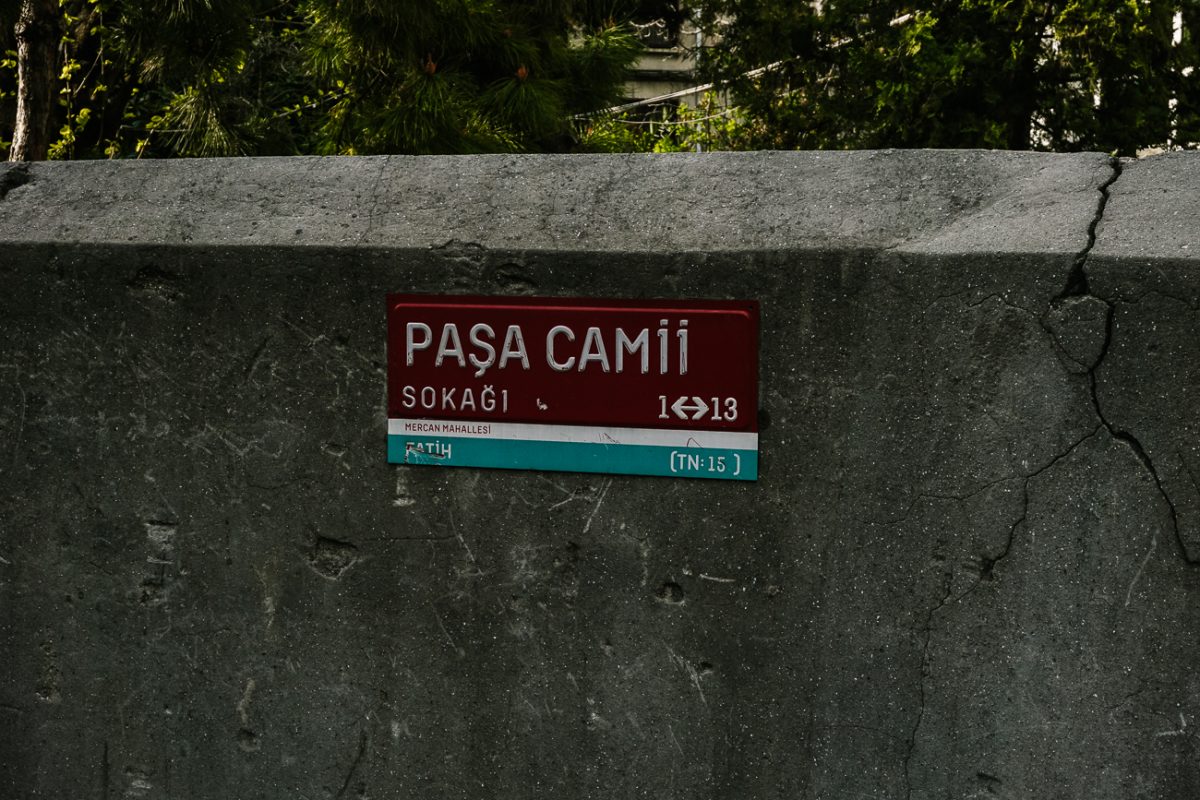 PAŞA CAMİİ
SOKAĞI 1↔13
MERCAN MAHALLESİ
FATİH (TN: 15 )